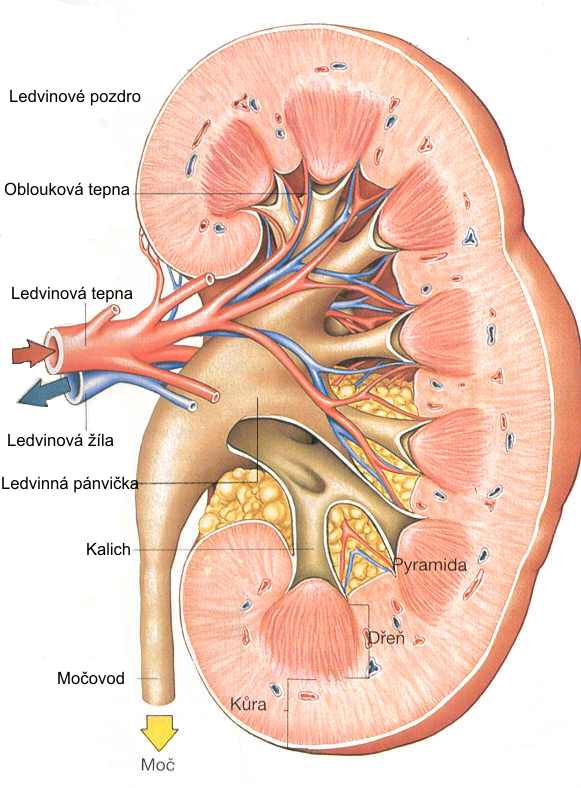 Ledvinové pozdro
Oblouková tepna
Ledvinová tepna
Ledvinová žíla
Ledvinná pánvička
Kalich
Pyramida
Dřeň
Močovod
Kůra
Moč